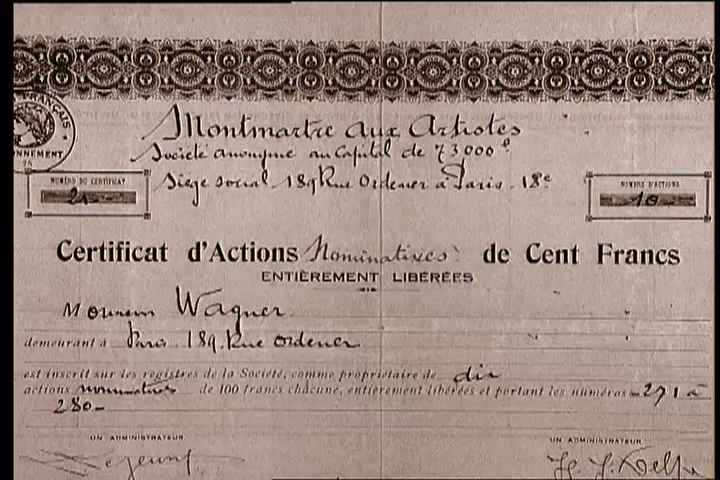 FRANÇAIS
ONNEMENT
Montmartre aux Artistes
Société anonyme au Capital de 73000 f
Siège social. 189 Rue Ordener à Paris. 18e
NUMÉRO DU CERTIFICAT
21
NOMBRE D'ACTIONS
10
Certificat d'Actions Nominatives de Cent Francs
ENTIÈREMENT LIBÉRÉES
Monsieur Wagner
demeurant à Paris. 189. Rue Ordener
est inscrit sur les registres de la Société, comme propriétaire de dix
actions nominatives de 100 francs chacune, entièrement libérées et portant les numéros 271 à
280
UN ADMINISTRATEUR
UN ADMINISTRATEUR